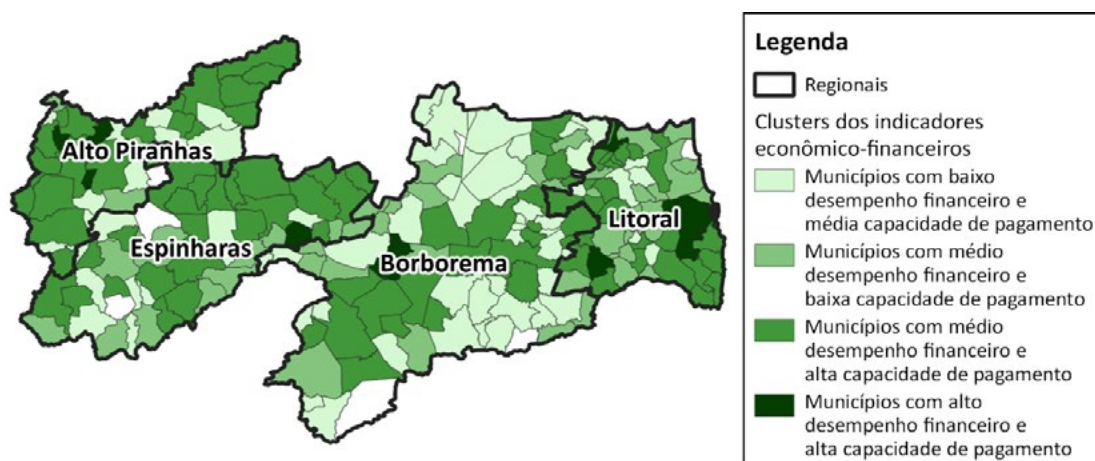 Alto Piranhas
Espinharas
Borborema
Litoral
Legenda
Regionais
Clusters dos indicadores
econômico-financeiros
Municípios com baixo
desempenho financeiro e
média capacidade de pagamento
Municípios com médio
desempenho financeiro e
baixa capacidade de pagamento
Municípios com médio
desempenho financeiro e
alta capacidade de pagamento
Municípios com alto
desempenho financeiro e
alta capacidade de pagamento